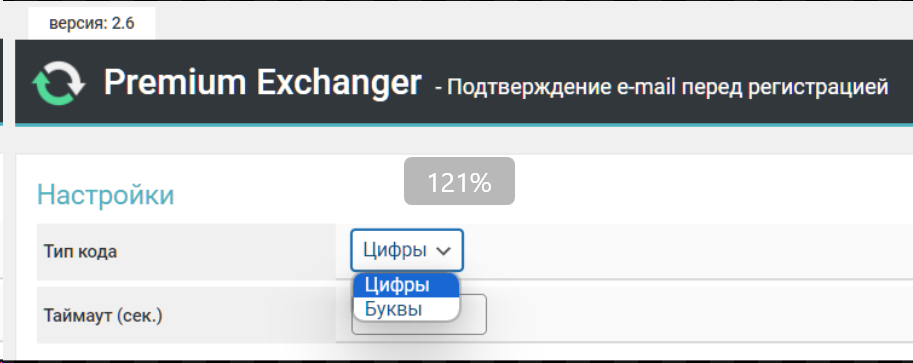 версия: 2.6
Premium Exchanger - Подтверждение e-mail перед регистрацией
121%
Настройки
Тип кода
Цифры
Цифры
Буквы
Таймаут (сек.)